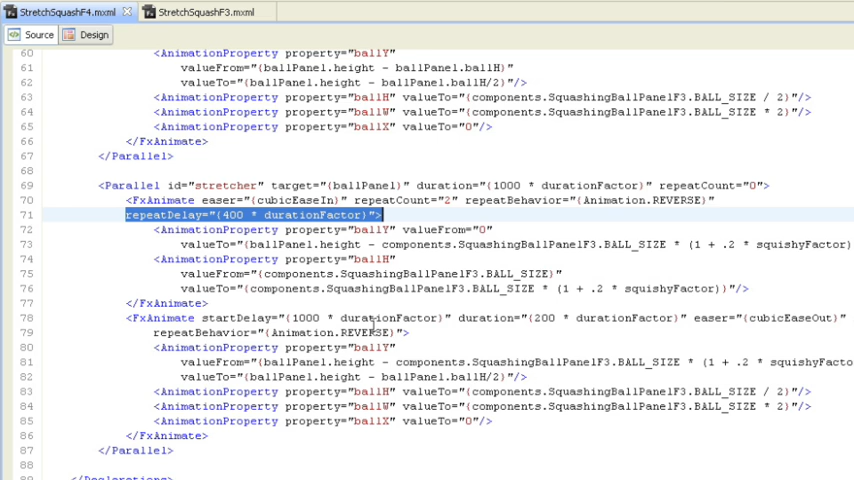 StretchSquashF4.mxml StretchSquashF3.mxml
Source Design
60 <AnimationProperty property="ballY"
61 valueFrom="(ballPanel.height - ballPanel.ballH)"
62 valueTo="(ballPanel.height - ballPanel.ballH/2)"/>
63 <AnimationProperty property="ballH" valueTo="(components.SquashingBallPanelF3.BALL_SIZE / 2)"/>
64 <AnimationProperty property="ballW" valueTo="(components.SquashingBallPanelF3.BALL_SIZE * 2)"/>
65 <AnimationProperty property="ballX" valueTo="0"/>
66 </FxAnimate>
67 </Parallel>
68
69 <Parallel id="stretcher" target="(ballPanel)" duration="(1000 * durationFactor)" repeatCount="0">
70 <FxAnimate easer="(cubicEaseIn)" repeatCount="2" repeatBehavior="(Animation.REVERSE)"
71 repeatDelay="(400 * durationFactor)">
72 <AnimationProperty property="ballY" valueFrom="0"
73 valueTo="(ballPanel.height - components.SquashingBallPanelF3.BALL_SIZE * (1 + .2 * squishyFactor)
74 <AnimationProperty property="ballH"
75 valueFrom="(components.SquashingBallPanelF3.BALL_SIZE)"
76 valueTo="(components.SquashingBallPanelF3.BALL_SIZE * (1 + .2 * squishyFactor))"/>
77 </FxAnimate>
78 <FxAnimate startDelay="(1000 * durationFactor)" duration="(200 * durationFactor)" easer="(cubicEaseOut)"
79 repeatBehavior="(Animation.REVERSE)">
80 <AnimationProperty property="ballY"
81 valueFrom="(ballPanel.height - components.SquashingBallPanelF3.BALL_SIZE * (1 + .2 * squishyFacto
82 valueTo="(ballPanel.height - ballPanel.ballH/2)"/>
83 <AnimationProperty property="ballH" valueTo="(components.SquashingBallPanelF3.BALL_SIZE / 2)"/>
84 <AnimationProperty property="ballW" valueTo="(components.SquashingBallPanelF3.BALL_SIZE * 2)"/>
85 <AnimationProperty property="ballX" valueTo="0"/>
86 </FxAnimate>
87 </Parallel>
88
89 </Declarations>